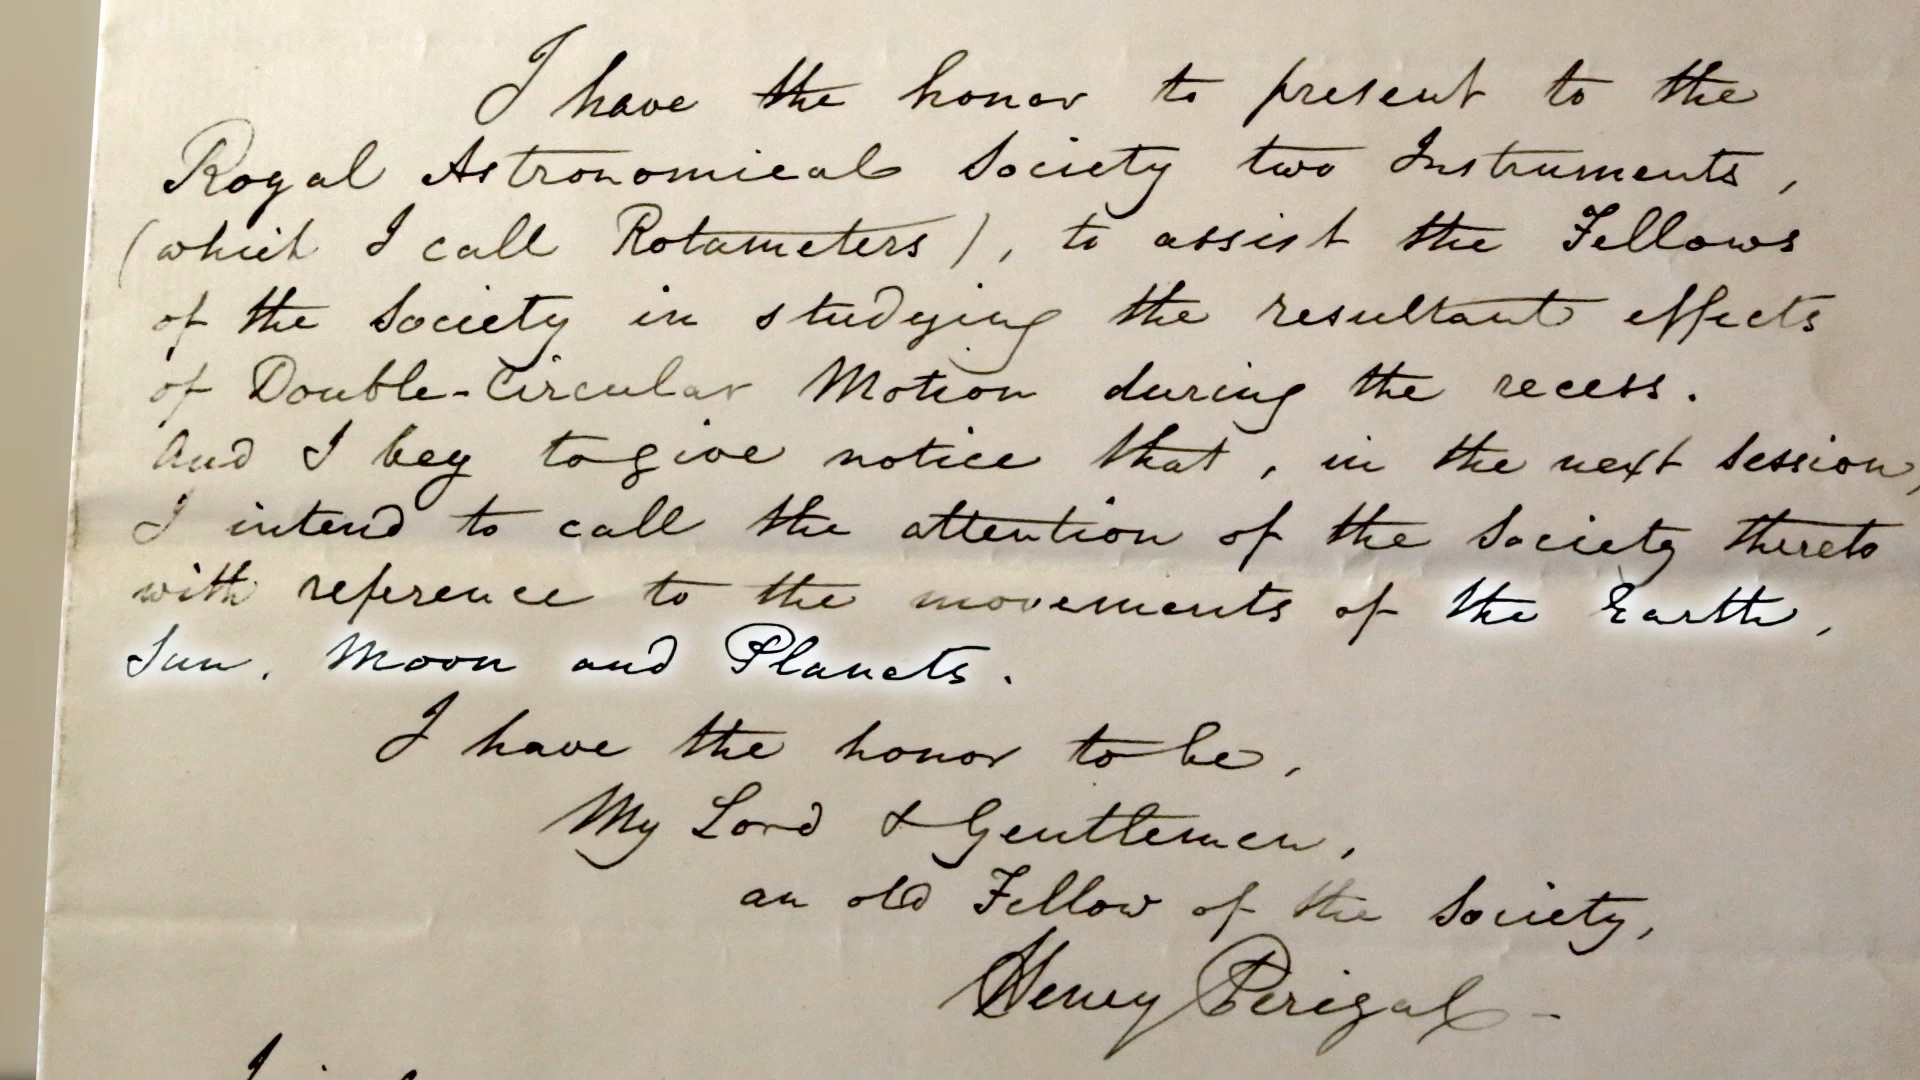 I have the honor to present to the
Royal Astronomical Society two Instruments,
(which I call Rotameters), to assist the Fellows
of the Society in studying the resultant effects
of Double-Circular Motion during the recess.
And I beg to give notice that, in the next Session,
I intend to call the attention of the Society thereto
with reference to the movements of the Earth,
Sun, Moon and Planets.
I have the honor to be,
My Lord & Gentlemen,
an old Fellow of the Society,
Henry Perigal -